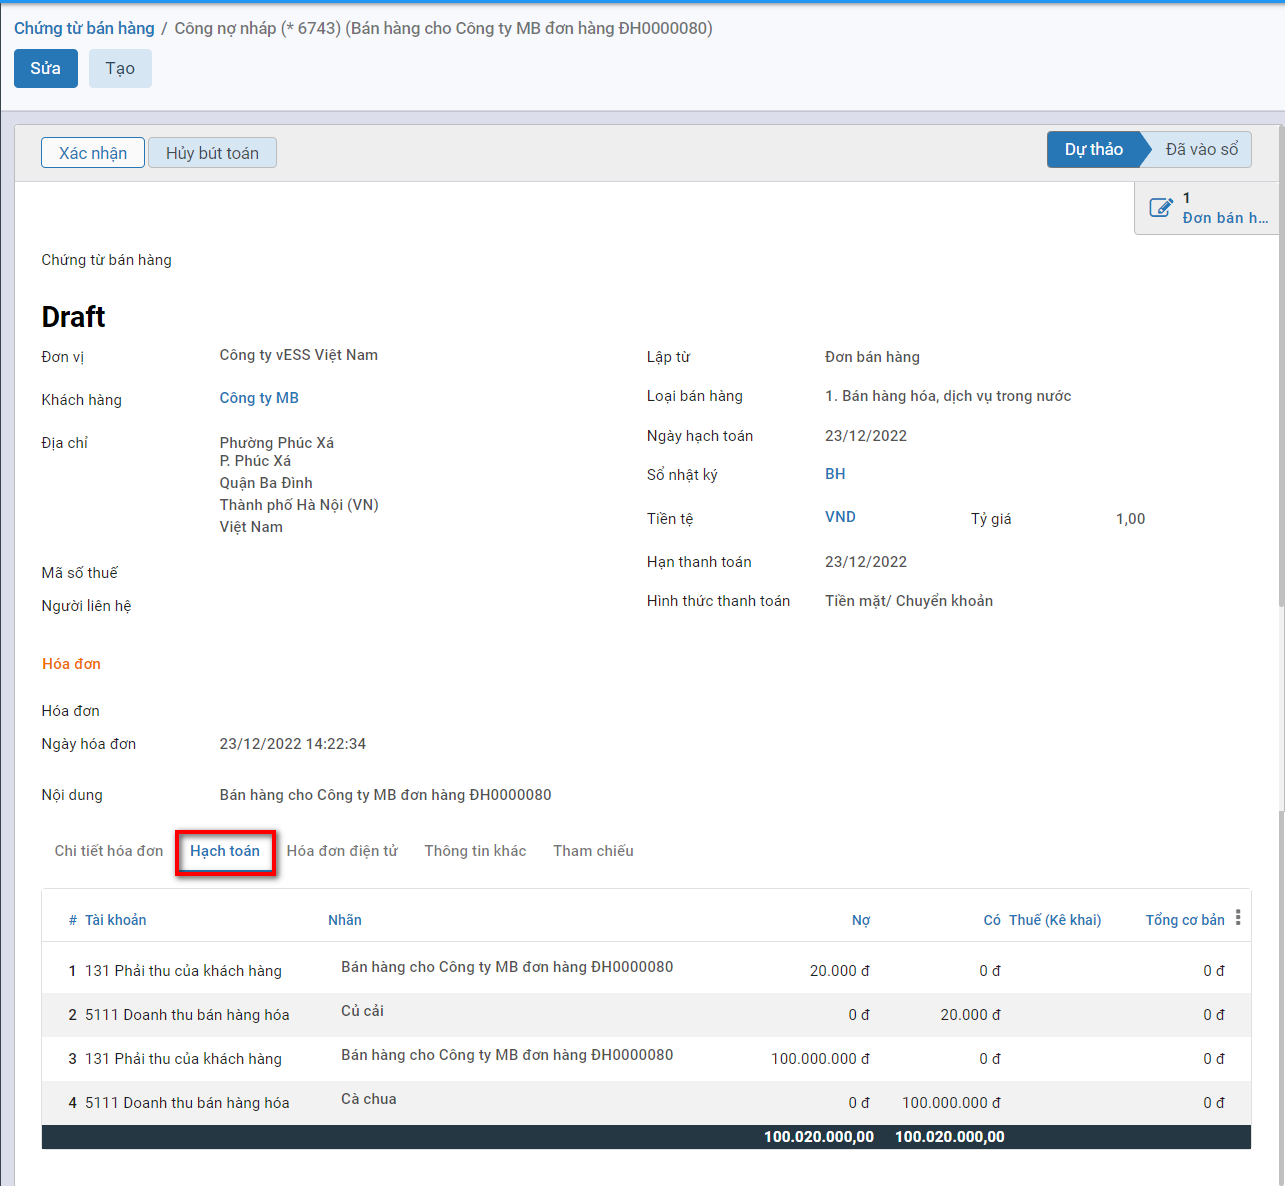 Chứng từ bán hàng / Công nợ nháp (* 6743) (Bán hàng cho Công ty MB đơn hàng ĐH0000080)
Sửa Tạo
Xác nhận Hủy bút toán Dự thảo Đã vào sổ
1
Đơn bán h...
Chứng từ bán hàng
Draft
Đơn vị Công ty vESS Việt Nam
Khách hàng Công ty MB
Địa chỉ Phường Phúc Xá
P. Phúc Xá
Quận Ba Đình
Thành phố Hà Nội (VN)
Việt Nam
Mã số thuế
Người liên hệ
Lập từ Đơn bán hàng
Loại bán hàng 1. Bán hàng hóa, dịch vụ trong nước
Ngày hạch toán 23/12/2022
Sổ nhật ký BH
Tiền tệ VND Tỷ giá 1,00
Hạn thanh toán 23/12/2022
Hình thức thanh toán Tiền mặt/ Chuyển khoản
Hóa đơn
Hóa đơn
Ngày hóa đơn 23/12/2022 14:22:34
Nội dung Bán hàng cho Công ty MB đơn hàng ĐH0000080
Chi tiết hóa đơn Hạch toán Hóa đơn điện tử Thông tin khác Tham chiếu
# Tài khoản Nhãn Nợ Có Thuế (Kê khai) Tổng cơ bản
1 131 Phải thu của khách hàng Bán hàng cho Công ty MB đơn hàng ĐH0000080 20.000 đ 0 đ 0 đ
2 5111 Doanh thu bán hàng hóa Củ cải 0 đ 20.000 đ 0 đ
3 131 Phải thu của khách hàng Bán hàng cho Công ty MB đơn hàng ĐH0000080 100.000.000 đ 0 đ 0 đ
4 5111 Doanh thu bán hàng hóa Cà chua 0 đ 100.000.000 đ 0 đ
100.020.000,00 100.020.000,00